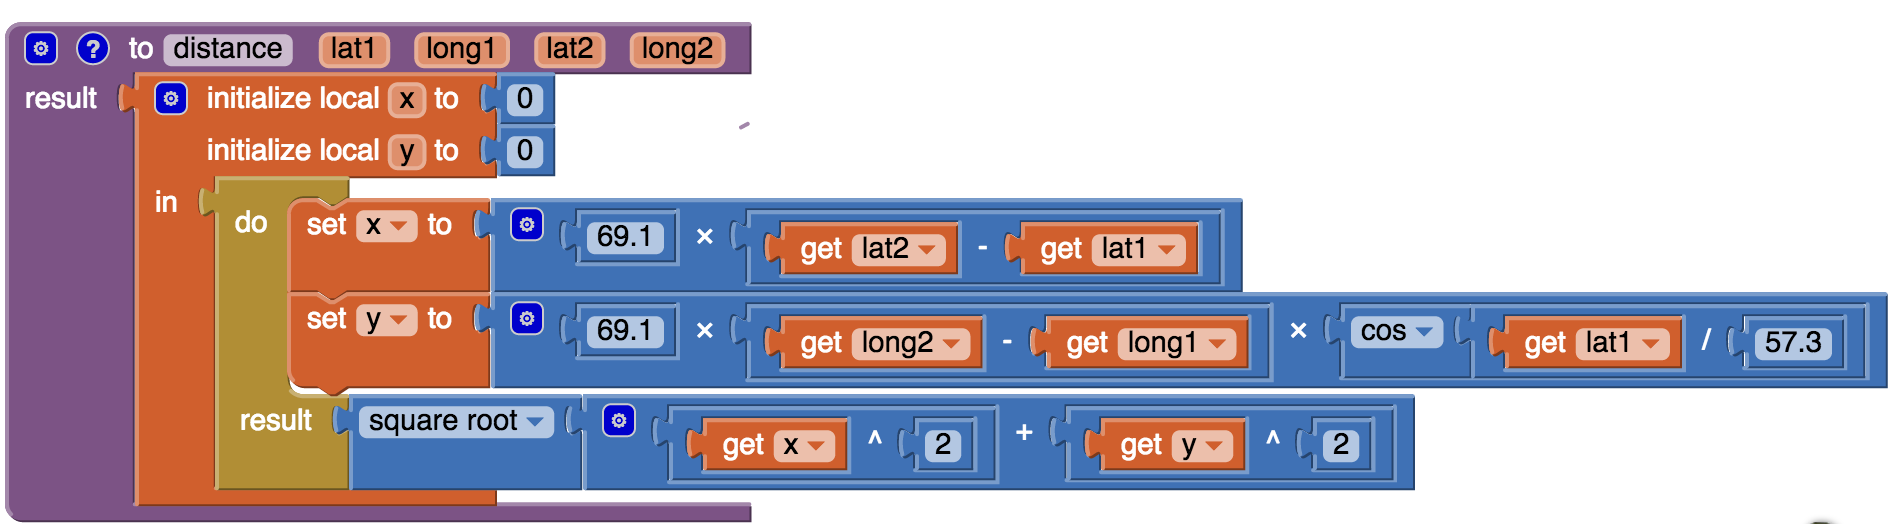 ? to distance lat1 long1 lat2 long2
result initialize local x to 0
initialize local y to 0
in
do set x to 69.1 × get lat2 - get lat1
set y to 69.1 × get long2 - get long1 × cos get lat1 / 57.3
result square root get x ^ 2 + get y ^ 2